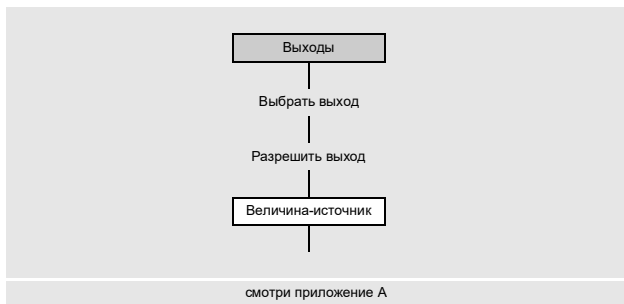 Выходы
Выбрать выход
Разрешить выход
Величина-источник
смотри приложение А